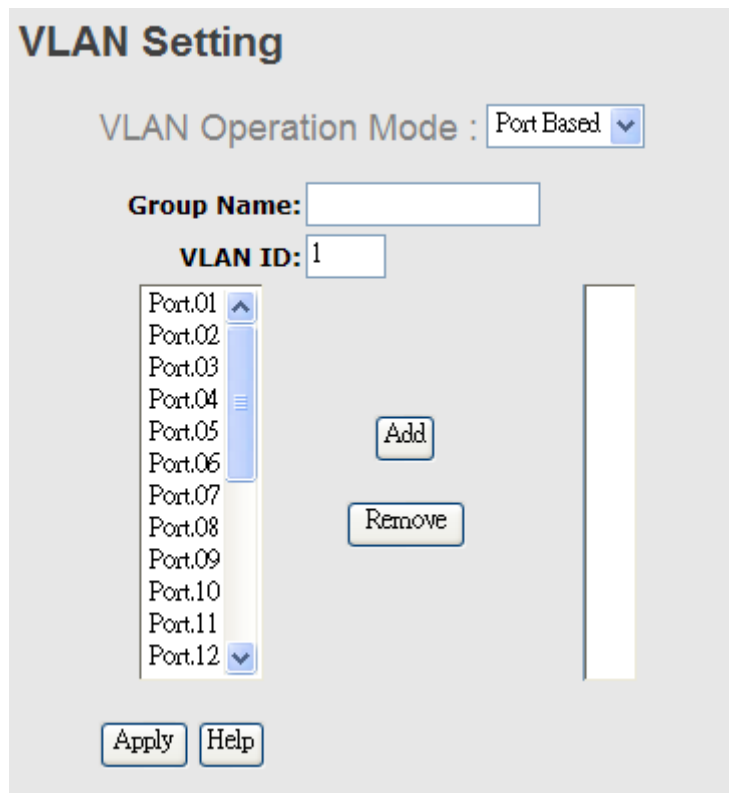 VLAN Setting
VLAN Operation Mode : Port Based
Group Name:
VLAN ID: 1
Port.01
Port.02
Port.03
Port.04
Port.05
Port.06
Port.07
Port.08
Port.09
Port.10
Port.11
Port.12
Add
Remove
Apply Help